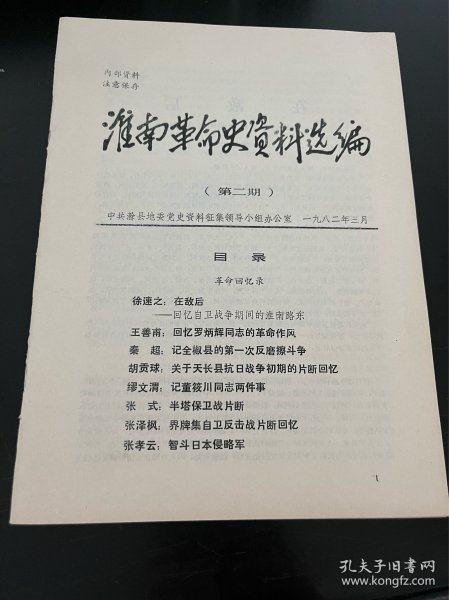 内部资料
注意保存
淮南革命史资料选编
（第二期）
中共滁县地委党史资料征集领导小组办公室 一九八二年三月
目录
革命回忆录
徐速之：在敌后
——回忆自卫战争期间的淮南路东
王善甫：回忆罗炳辉同志的革命作风
秦超：记全椒县的第一次反磨擦斗争
胡贡球：关于天长县抗日战争初期的片断回忆
缪文渭：记董筱川同志两件事
张式：半塔保卫战片断
张泽枫：界牌集自卫反击战片断回忆
张孝云：智斗日本侵略军
1
孔夫子旧书网
www.kongfz.com